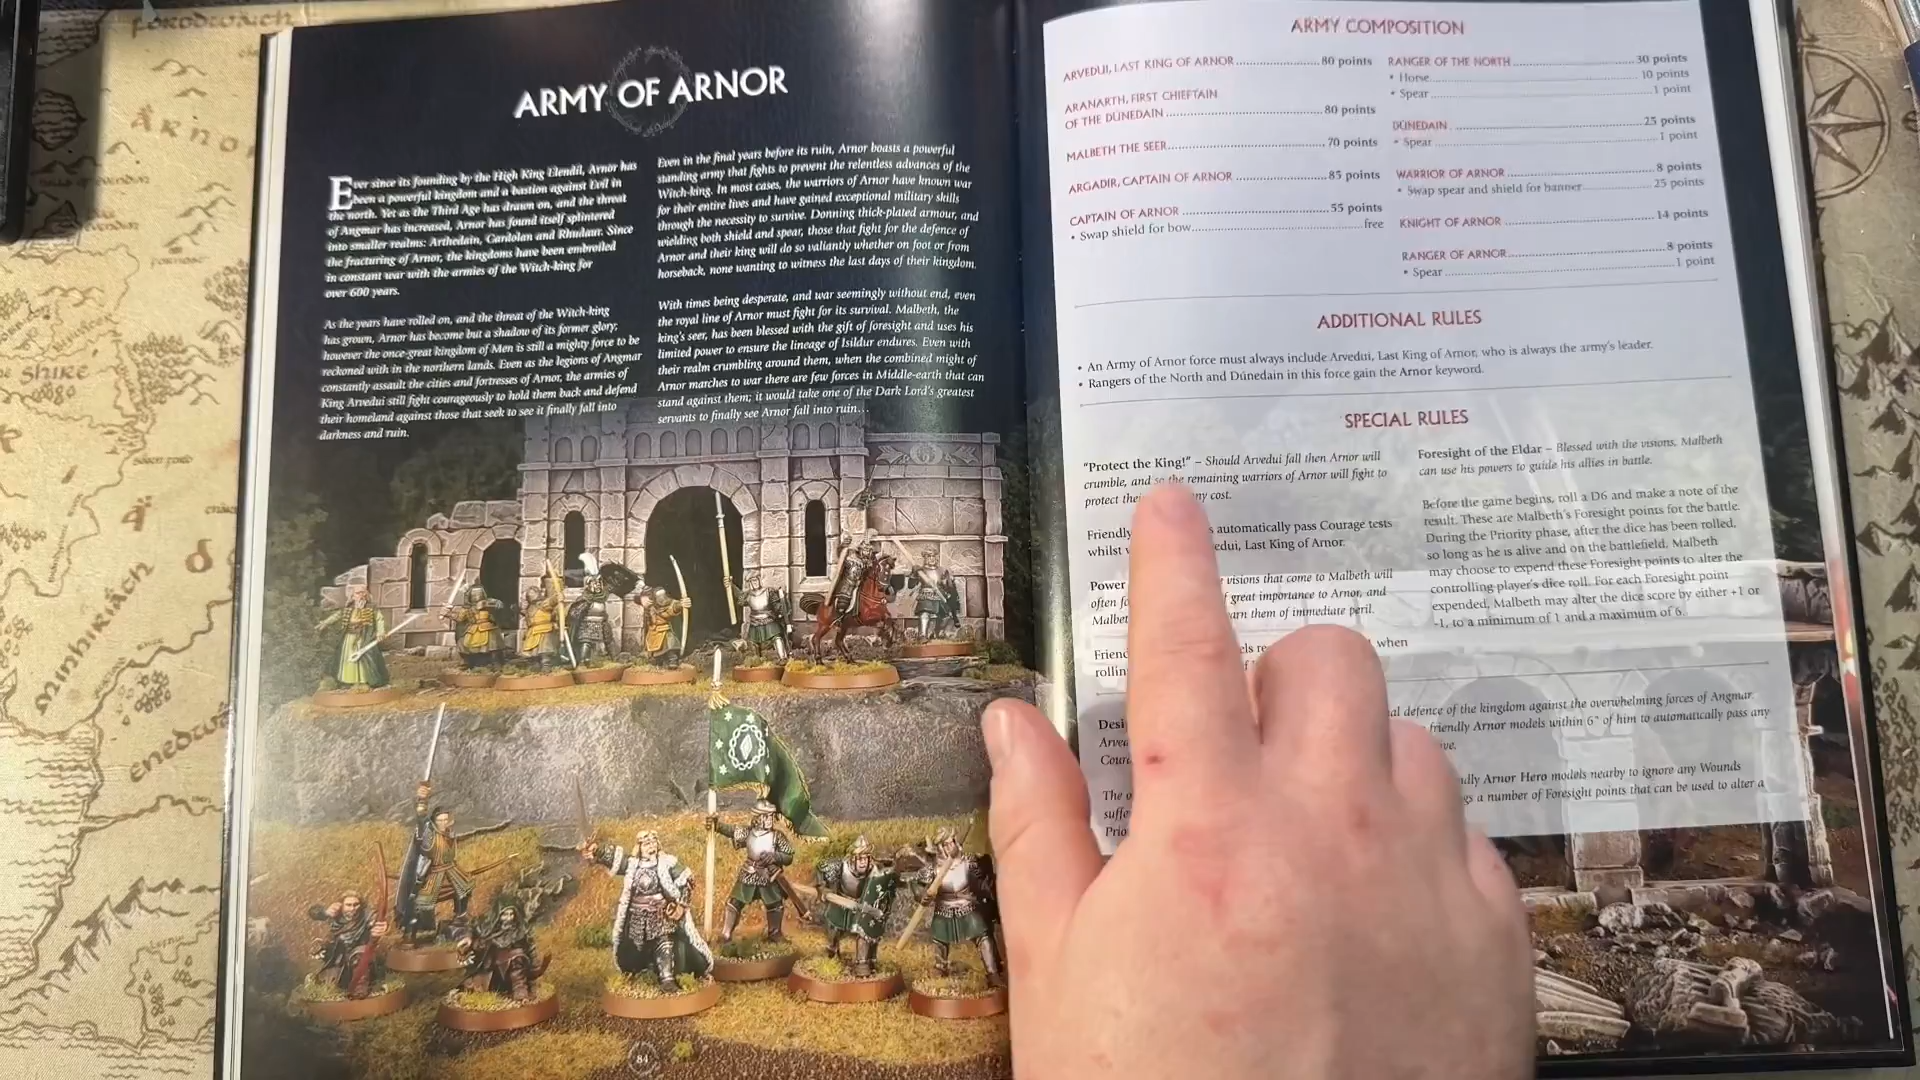 ARNOR
MINHIRIATH
SHIRE
ARMY OF ARNOR
Ever since its founding by the High King Elendil, Arnor has
been a powerful kingdom and a bastion against Evil in
the north. Yet as the Third Age has drawn on, and the threat
of Angmar has increased, Arnor has found itself splintered
into smaller realms: Arthedain, Cardolan and Rhudaur. Since
the fracturing of Arnor, the kingdoms have been embroiled
in constant war with the armies of the Witch-king for
over 600 years.
As the years have rolled on, and the threat of the Witch-king
has grown, Arnor has become but a shadow of its former glory,
however the once-great kingdom of Men is still a mighty force to be
reckoned with in the northern lands. Even as the legions of Angmar
constantly assault the cities and fortresses of Arnor, the armies of
King Arvedui still fight courageously to hold them back and defend
their homeland against those that seek to see it finally fall into
darkness and ruin.
Even in the final years before its ruin, Arnor boasts a powerful
standing army that fights to prevent the relentless advances of the
Witch-king. In most cases, the warriors of Arnor have known war
for their entire lives and have gained exceptional military skills
through the necessity to survive. Donning thick-plated armour, and
wielding both shield and spear, those that fight for the defence of
Arnor and their king will do so valiantly whether on foot or from
horseback, none wanting to witness the last days of their kingdom.
With times being desperate, and war seemingly without end, even
the royal line of Arnor must fight for its survival. Malbeth, the
king's seer, has been blessed with the gift of foresight and uses his
limited power to ensure the lineage of Isildur endures. Even with
their realm crumbling around them, when the combined might of
Arnor marches to war there are few forces in Middle-earth that can
stand against them; it would take one of the Dark Lord's greatest
servants to finally see Arnor fall into ruin...
84
ARMY COMPOSITION
ARVEDUI, LAST KING OF ARNOR 80 points
ARANARTH, FIRST CHIEFTAIN
OF THE DÚNEDAIN 80 points
MALBETH THE SEER 70 points
ARGADIR, CAPTAIN OF ARNOR 85 points
CAPTAIN OF ARNOR 55 points
• Swap shield for bow free
RANGER OF THE NORTH 30 points
• Horse 10 points
• Spear 1 point
DÚNEDAIN 25 points
• Spear 1 point
WARRIOR OF ARNOR 8 points
• Swap spear and shield for banner 25 points
KNIGHT OF ARNOR 14 points
RANGER OF ARNOR 8 points
• Spear 1 point
ADDITIONAL RULES
• An Army of Arnor force must always include Arvedui, Last King of Arnor, who is always the army's leader.
• Rangers of the North and Dúnedain in this force gain the Arnor keyword.
SPECIAL RULES
"Protect the King!" – Should Arvedui fall then Arnor will
crumble, and so the remaining warriors of Arnor will fight to
protect any cost.
Friendly automatically pass Courage tests
whilst Last King of Arnor.
Power visions that come to Malbeth will
often great importance to Arnor, and
warn them of immediate peril.
when
Foresight of the Eldar – Blessed with the visions, Malbeth
can use his powers to guide his allies in battle.
Before the game begins, roll a D6 and make a note of the
result. These are Malbeth's Foresight points for the battle.
During the Priority phase, after the dice has been rolled,
so long as he is alive and on the battlefield, Malbeth
may choose to expend these Foresight points to alter the
controlling player's dice roll. For each Foresight point
expended, Malbeth may alter the dice score by either +1 or
-1, to a minimum of 1 and a maximum of 6.
defence of the kingdom against the overwhelming forces of Angmar.
friendly Arnor models within 6" of him to automatically pass any
The
Arnor Hero models nearby to ignore any Wounds
a number of Foresight points that can be used to alter a